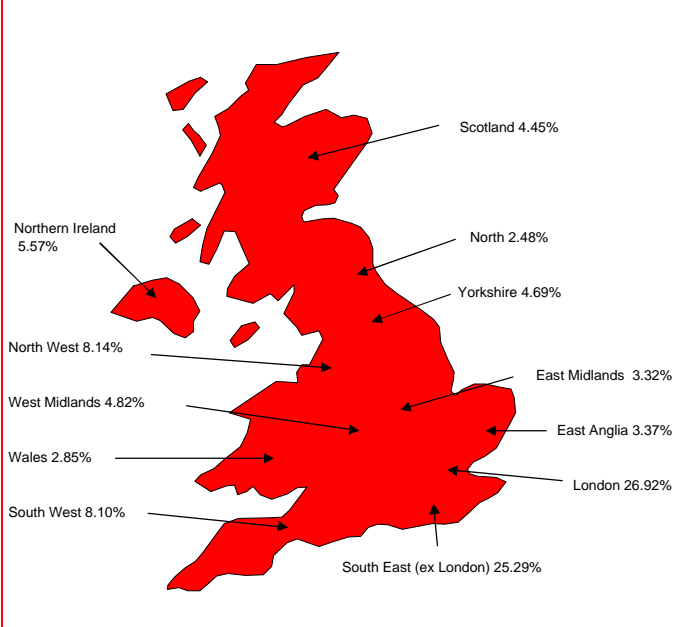 Scotland 4.45%
Northern Ireland
5.57%
North 2.48%
Yorkshire 4.69%
North West 8.14%
East Midlands  3.32%
West Midlands 4.82%
East Anglia 3.37%
Wales 2.85%
London 26.92%
South West 8.10%
South East (ex London) 25.29%